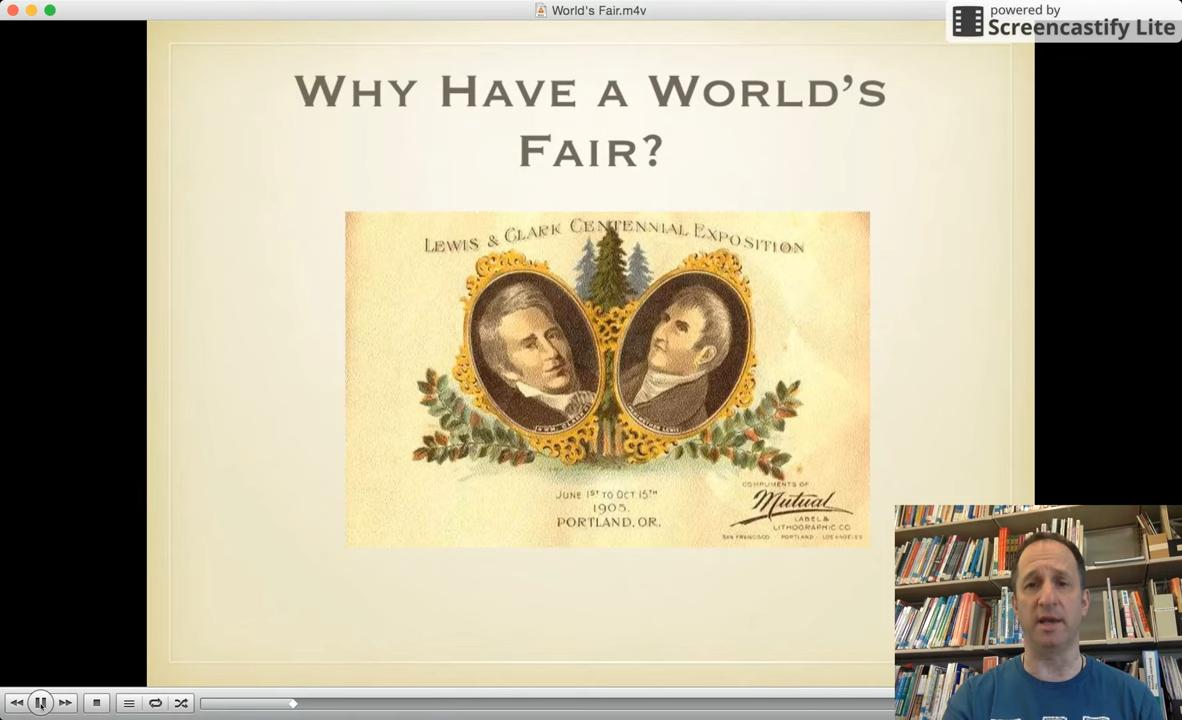 World's Fair.m4v
powered by
Screencastify Lite
WHY HAVE A WORLD'S
FAIR?
LEWIS & CLARK CENTENNIAL EXPOSITION
JUNE 1ST TO OCT 15TH
1905.
PORTLAND, OR.
COMPLIMENTS OF
Mutual
LABEL &
LITHOGRAPHIC CO
SAN FRANCISCO - PORTLAND - LOS ANGELES